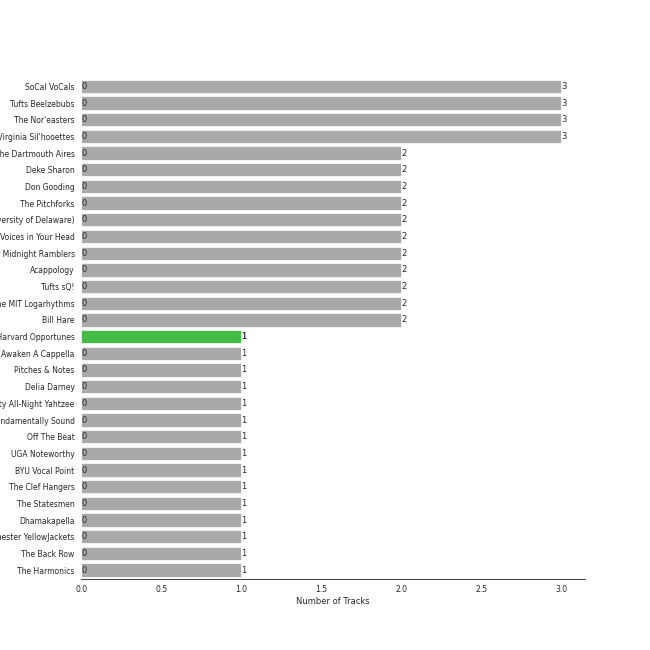 SoCal VoCals 0 3
Tufts Beelzebubs 0 3
The Nor'easters 0 3
Virginia Sil'hooettes 0 3
he Dartmouth Aires 0 2
Deke Sharon 0 2
Don Gooding 0 2
The Pitchforks 0 2
versity of Delaware) 0 2
Voices in Your Head 0 2
Midnight Ramblers 0 2
Acappology 0 2
Tufts sQ! 0 2
he MIT Logarhythms 0 2
Bill Hare 0 2
Harvard Opportunes 1
Awaken A Cappella 0 1
Pitches & Notes 0 1
Delia Darney 0 1
ty All-Night Yahtzee 0 1
ndamentally Sound 0 1
Off The Beat 0 1
UGA Noteworthy 0 1
BYU Vocal Point 0 1
The Clef Hangers 0 1
The Statesmen 0 1
Dhamakapella 0 1
hester YellowJackets 0 1
The Back Row 0 1
The Harmonics 0 1
0.0 0.5 1.0 1.5 2.0 2.5 3.0
Number of Tracks